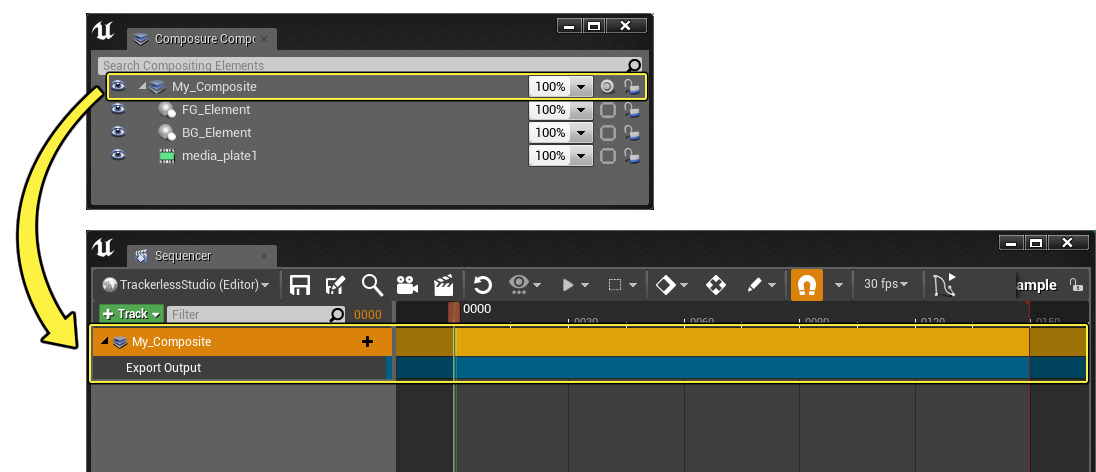 Composure Compo
Search Compositing Elements
My_Composite 100%
FG_Element 100%
BG_Element 100%
media_plate1 100%
Sequencer
TrackerlessStudio (Editor) 30 fps ample
+ Track Filter 0000 0000 0030 0060 0090 0120 0150
My_Composite +
Export Output